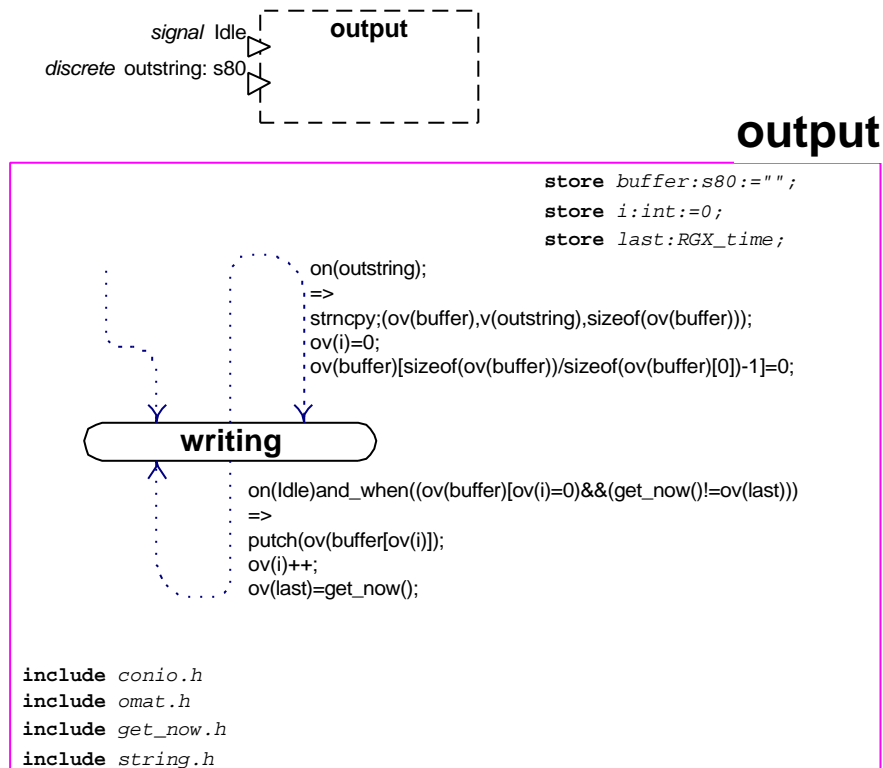 signal Idle
output
discrete outstring: s80
output
store buffer:s80:="";
store i:int:=0;
store last:RGX_time;
on(outstring);
=>
strncpy;(ov(buffer),v(outstring),sizeof(ov(buffer)));
ov(i)=0;
ov(buffer)[sizeof(ov(buffer))/sizeof(ov(buffer)[0])-1]=0;
writing
on(Idle)and_when((ov(buffer)[ov(i)=0)&&(get_now()!=ov(last)))
=>
putch(ov(buffer[ov(i)]);
ov(i)++;
ov(last)=get_now();
include conio.h
include omat.h
include get_now.h
include string.h